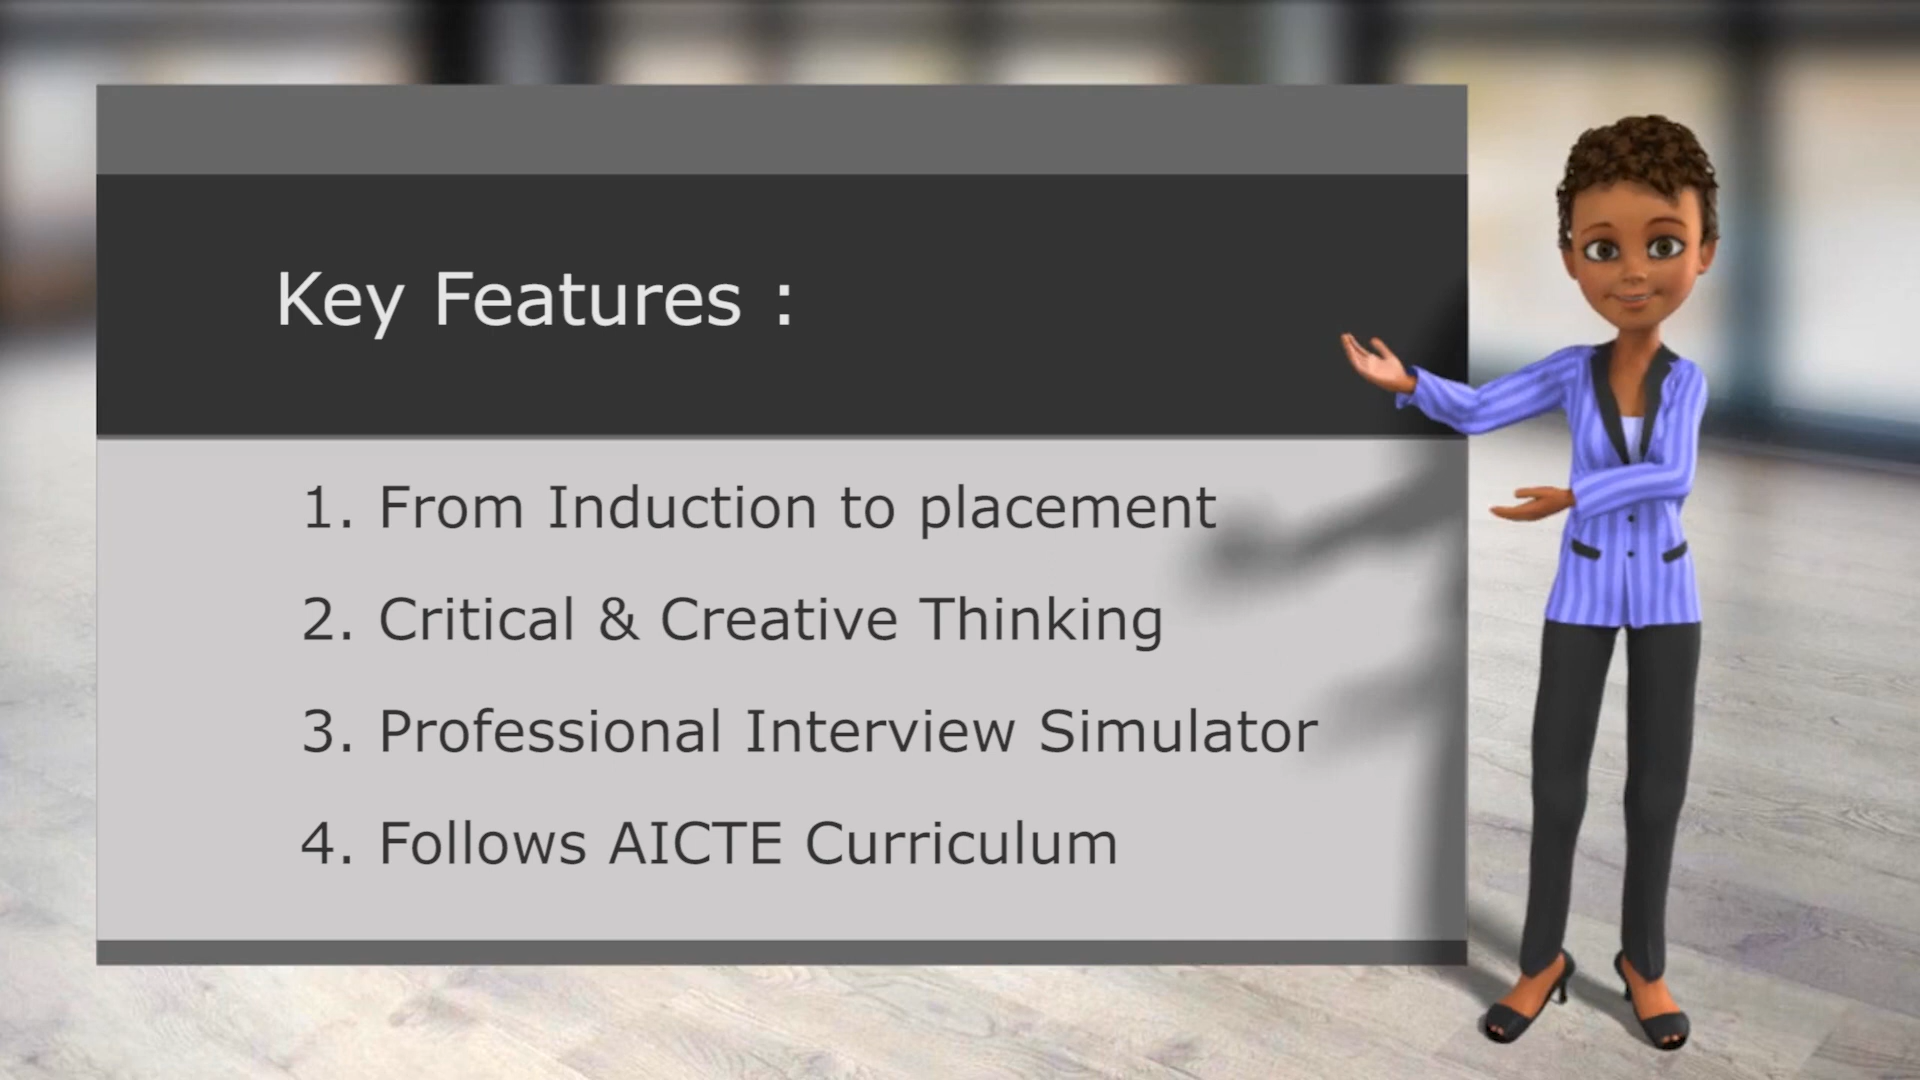 Key Features :
1. From Induction to placement
2. Critical & Creative Thinking
3. Professional Interview Simulator
4. Follows AICTE Curriculum